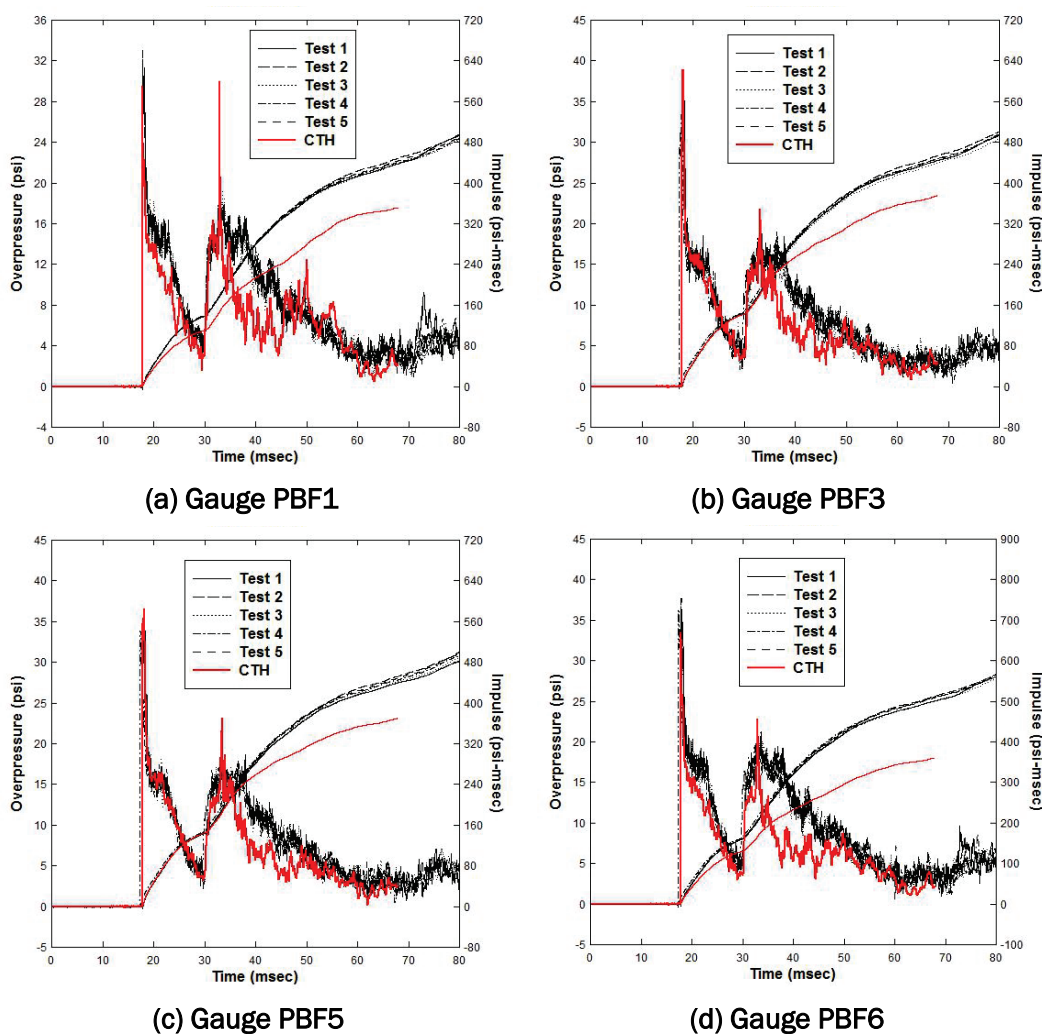 36
32
28
24
20
16
12
8
4
0
-4
Overpressure (psi)
Test 1
Test 2
Test 3
Test 4
Test 5
CTH
720
640
560
480
400
320
240
160
80
0
-80
Impulse (psi-msec)
0 10 20 30 40 50 60 70 80
Time (msec)
(a) Gauge PBF1
45
40
35
30
25
20
15
10
5
0
-5
Overpressure (psi)
Test 1
Test 2
Test 3
Test 4
Test 5
CTH
720
640
560
480
400
320
240
160
80
0
-80
Impulse (psi-msec)
0 10 20 30 40 50 60 70 80
Time (msec)
(b) Gauge PBF3
45
40
35
30
25
20
15
10
5
0
-5
Overpressure (psi)
Test 1
Test 2
Test 3
Test 4
Test 5
CTH
720
640
560
480
400
320
240
160
80
0
-80
Impulse (psi-msec)
0 10 20 30 40 50 60 70 80
Time (msec)
(c) Gauge PBF5
45
40
35
30
25
20
15
10
5
0
-5
Overpressure (psi)
Test 1
Test 2
Test 3
Test 4
Test 5
CTH
900
800
700
600
500
400
300
200
100
0
-100
Impulse (psi-msec)
0 10 20 30 40 50 60 70 80
Time (msec)
(d) Gauge PBF6